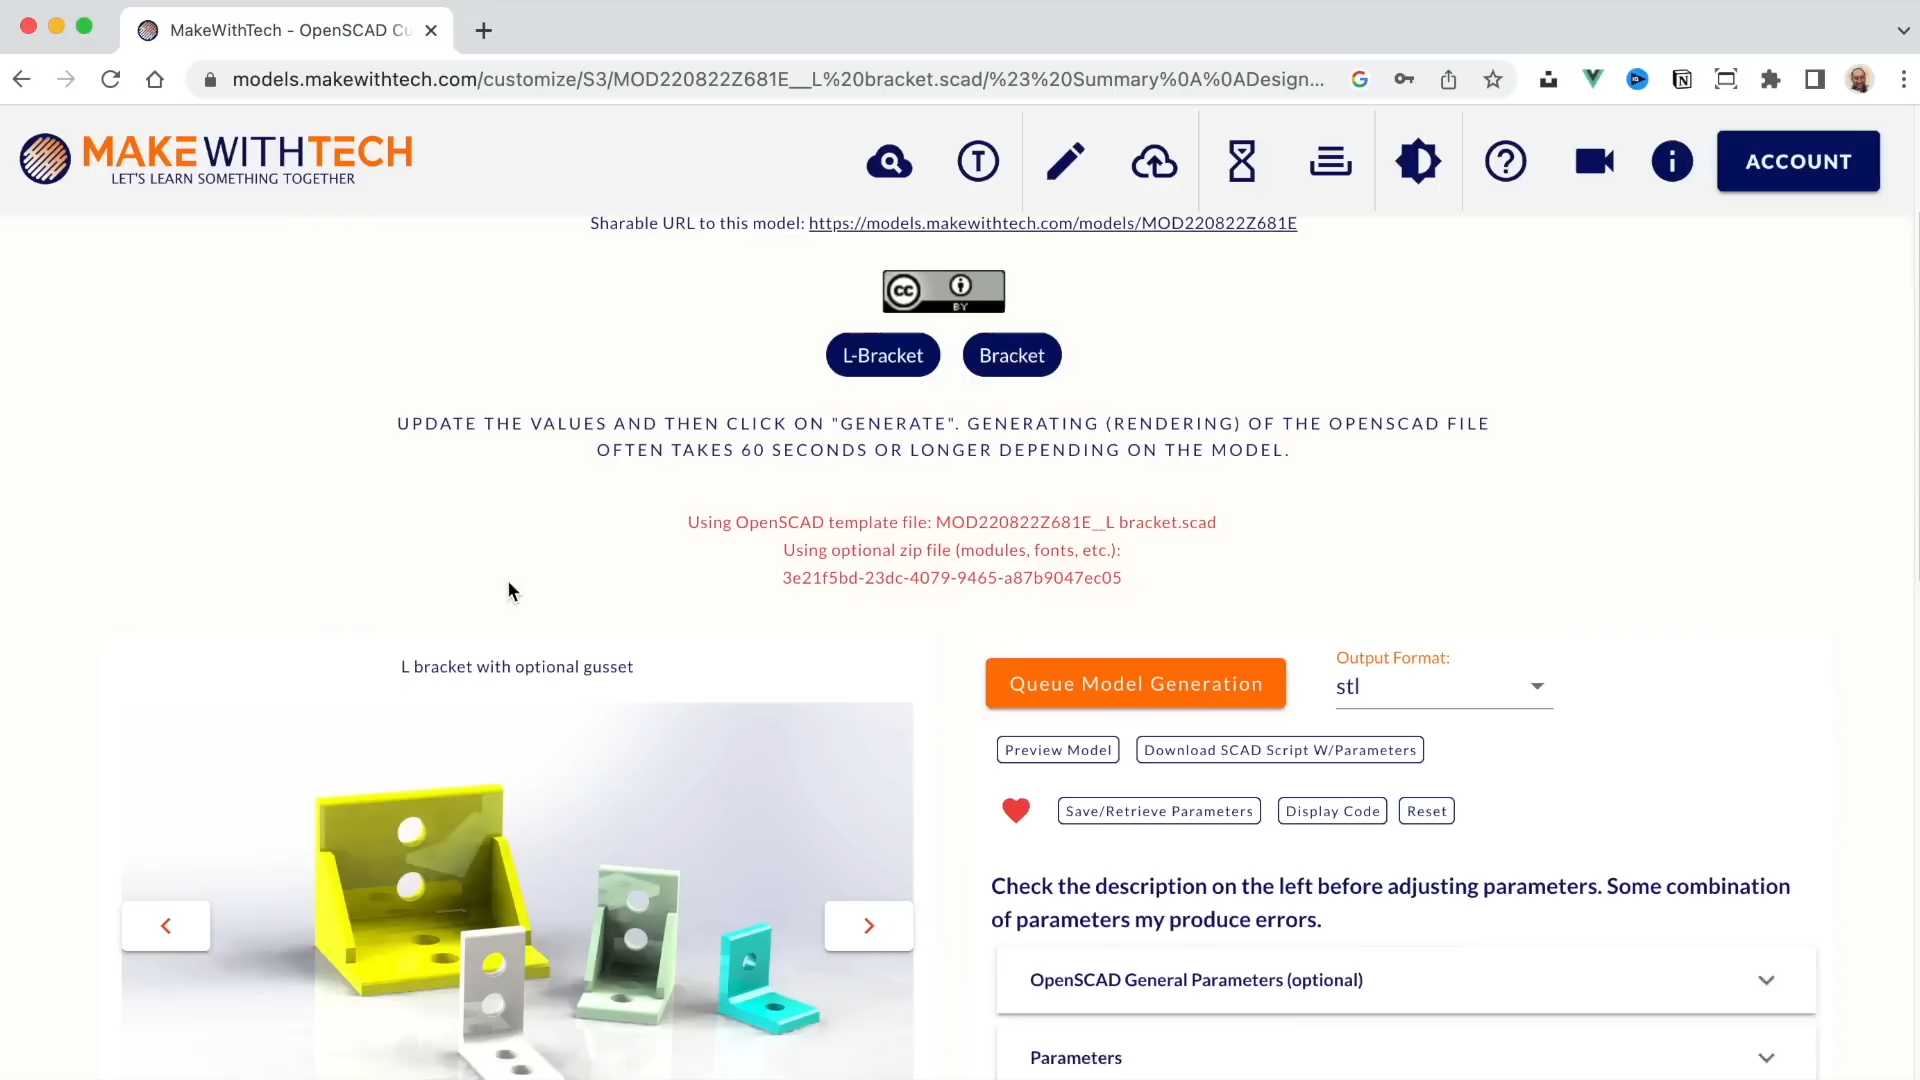 MakeWithTech - OpenSCAD Cu
models.makewithtech.com/customize/S3/MOD220822Z681E__L%20bracket.scad/%23%20Summary%0A%0ADesign...
MAKEWITHTECH
LET'S LEARN SOMETHING TOGETHER
ACCOUNT
Sharable URL to this model: https://models.makewithtech.com/models/MOD220822Z681E
cc
BY
L-Bracket
Bracket
UPDATE THE VALUES AND THEN CLICK ON "GENERATE". GENERATING (RENDERING) OF THE OPENSCAD FILE
OFTEN TAKES 60 SECONDS OR LONGER DEPENDING ON THE MODEL.
Using OpenSCAD template file: MOD220822Z681E__L bracket.scad
Using optional zip file (modules, fonts, etc.):
3e21f5bd-23dc-4079-9465-a87b9047ec05
L bracket with optional gusset
Queue Model Generation
Output Format:
stl
Preview Model
Download SCAD Script W/Parameters
Save/Retrieve Parameters
Display Code
Reset
Check the description on the left before adjusting parameters. Some combination
of parameters my produce errors.
OpenSCAD General Parameters (optional)
Parameters